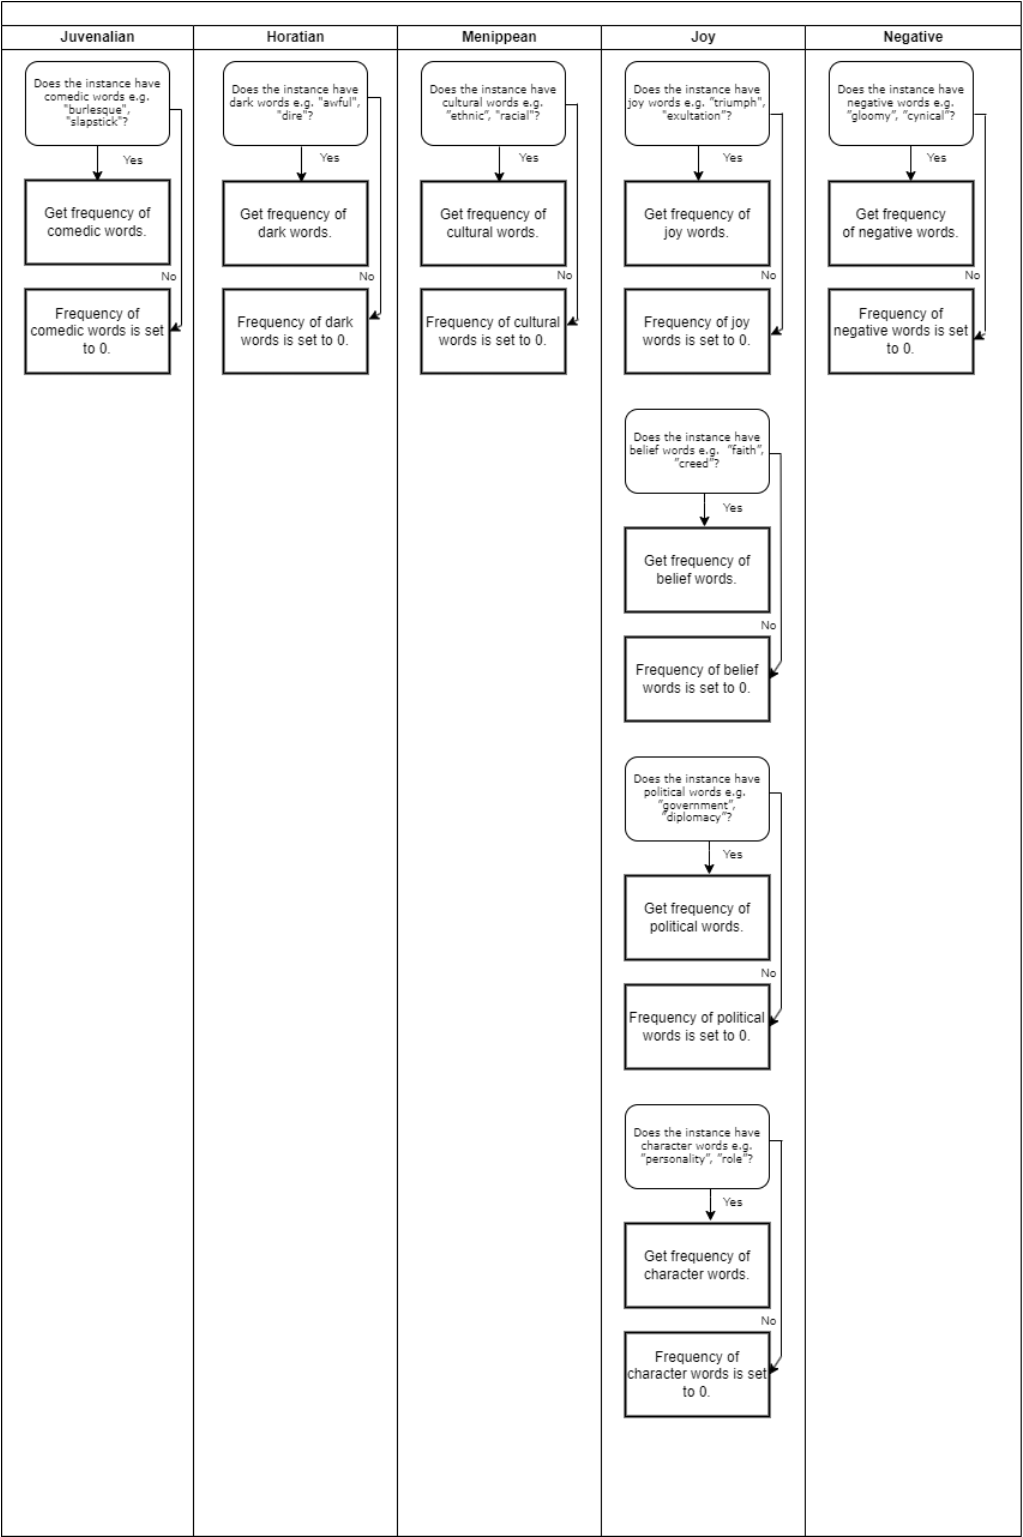 Juvenalian
Horatian
Menippean
Joy
Negative
Does the instance have
comedic words e.g.
"burlesque",
"slapstick"?
Yes
Get frequency of
comedic words.
No
Frequency of
comedic words is set
to 0.
Does the instance have
dark words e.g. "awful",
"dire"?
Yes
Get frequency of
dark words.
No
Frequency of dark
words is set to 0.
Does the instance have
cultural words e.g.
"ethnic", "racial"?
Yes
Get frequency of
cultural words.
No
Frequency of cultural
words is set to 0.
Does the instance have
joy words e.g. "triumph",
"exultation"?
Yes
Get frequency of
joy words.
No
Frequency of joy
words is set to 0.
Does the instance have
belief words e.g. "faith",
"creed"?
Yes
Get frequency of
belief words.
No
Frequency of belief
words is set to 0.
Does the instance have
political words e.g.
"government",
"diplomacy"?
Yes
Get frequency of
political words.
No
Frequency of political
words is set to 0.
Does the instance have
character words e.g.
"personality", "role"?
Yes
Get frequency of
character words.
No
Frequency of
character words is set
to 0.
Does the instance have
negative words e.g.
"gloomy", "cynical"?
Yes
Get frequency
of negative words.
No
Frequency of
negative words is set
to 0.